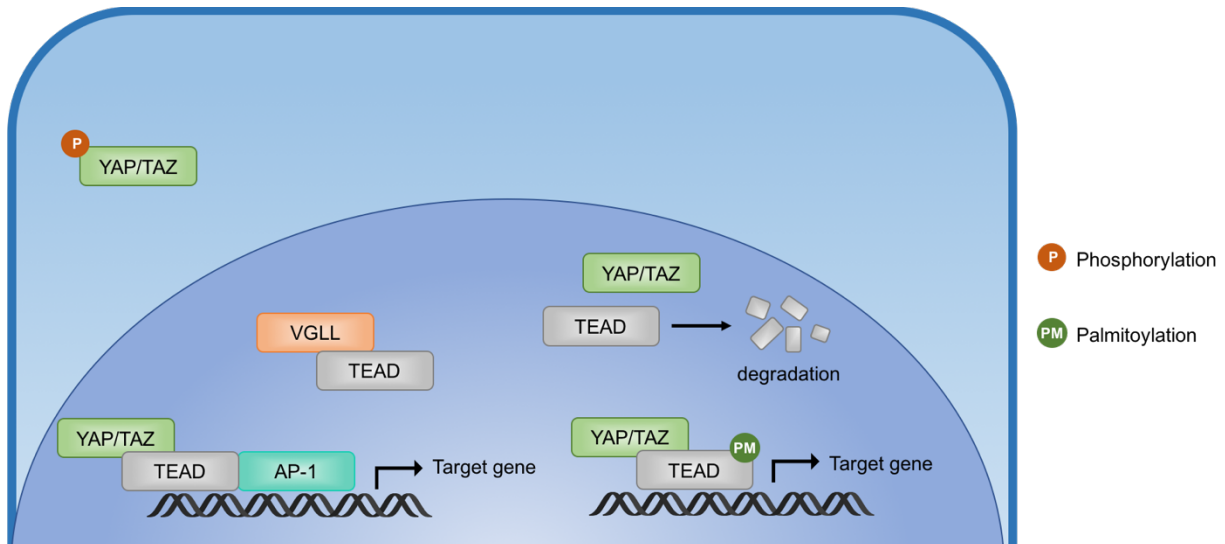 P
YAP/TAZ
YAP/TAZ
TEAD
degradation
VGLL
TEAD
YAP/TAZ
TEAD
AP-1
Target gene
YAP/TAZ
PM
TEAD
Target gene
P Phosphorylation
PM Palmitoylation